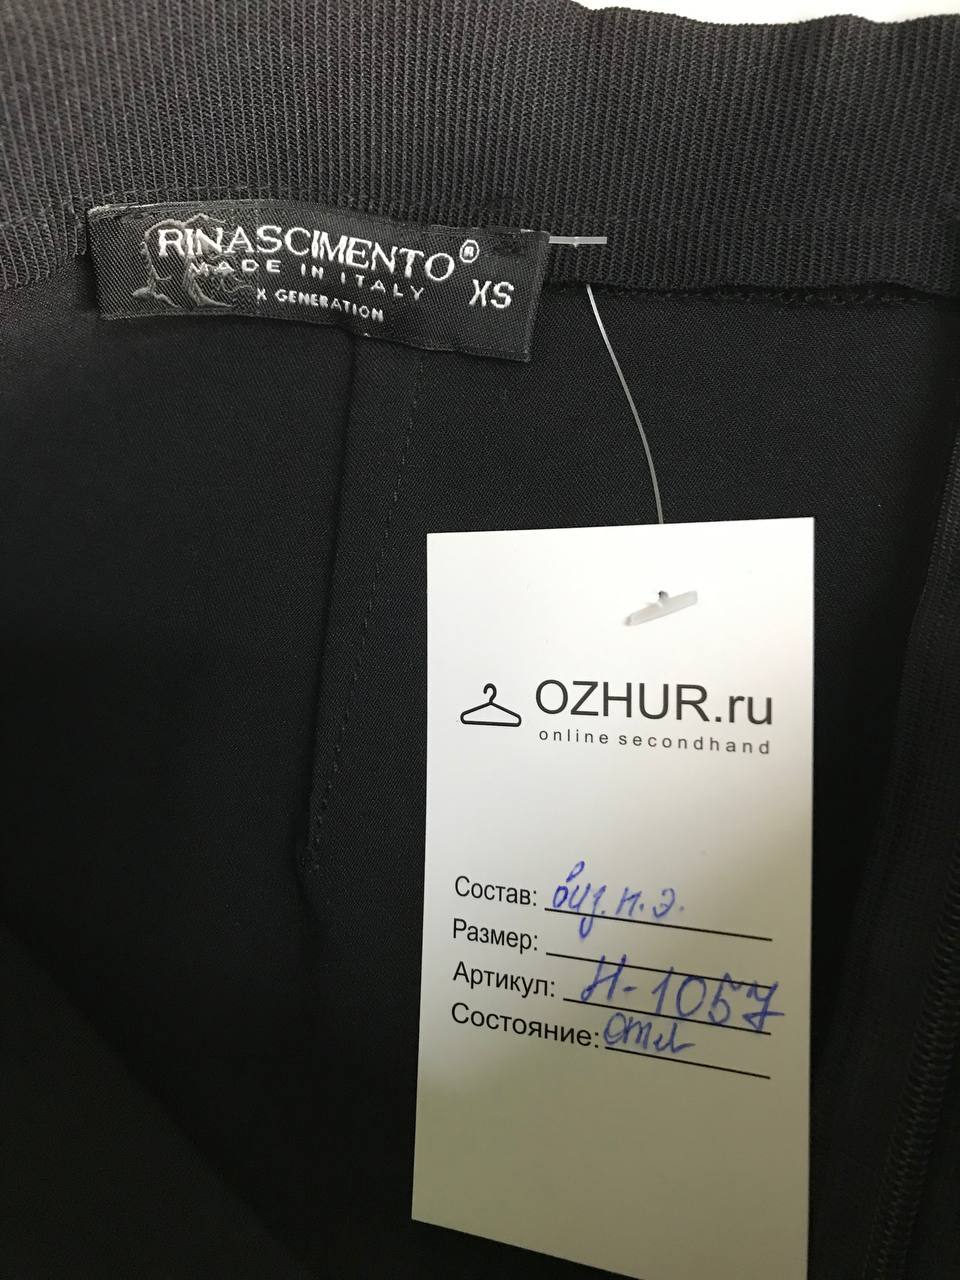 RINASCIMENTO®
MADE IN ITALY
X GENERATION
XS
OZHUR.ru
online secondhand
Состав: виз. п. э.
Размер:
Артикул: Н-1057
Состояние: отл